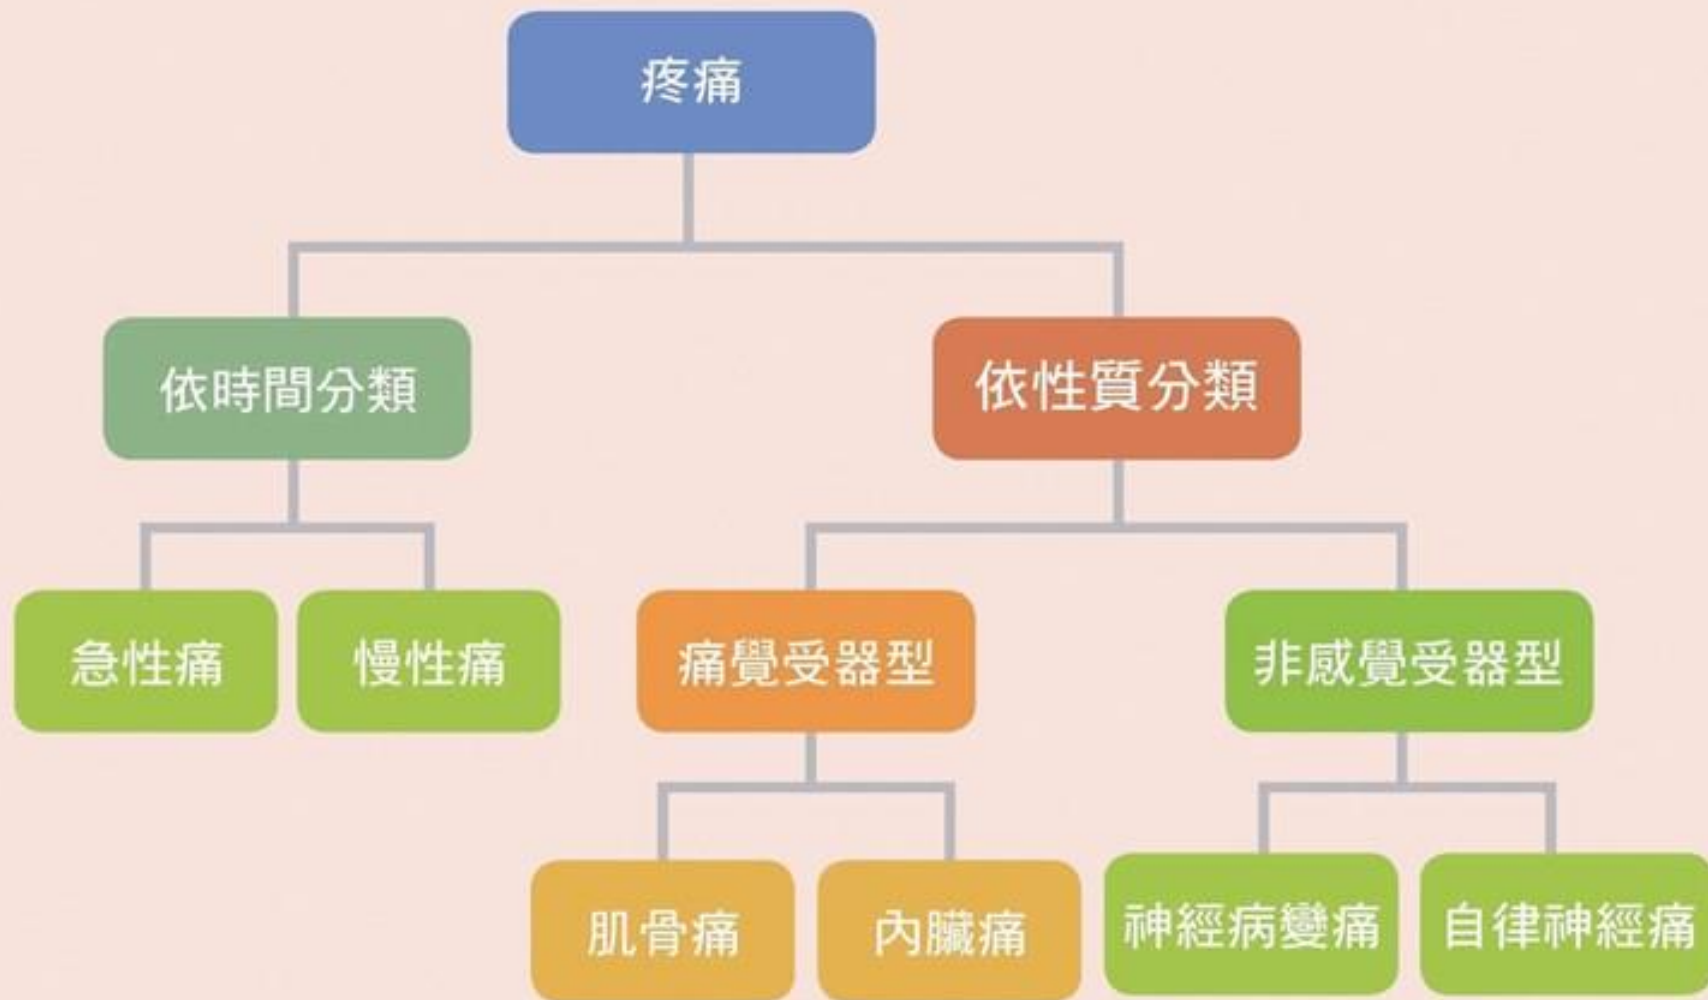 疼痛
依時間分類
依性質分類
急性痛
慢性痛
痛覺受器型
非感覺受器型
肌骨痛
內臟痛
神經病變痛
自律神經痛